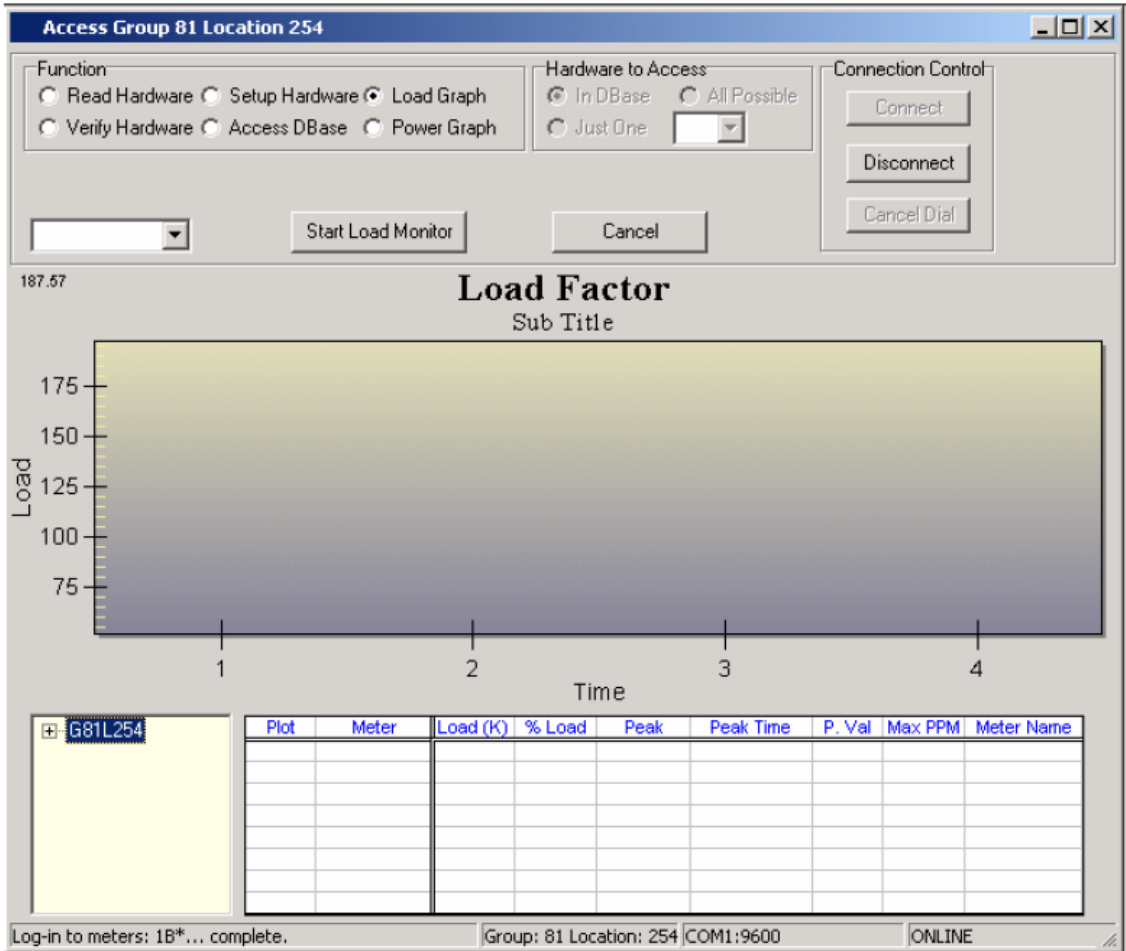 Access Group 81 Location 254
Function
Read Hardware Setup Hardware Load Graph
Verify Hardware Access DBase Power Graph
Hardware to Access
In DBase All Possible
Just One
Connection Control
Connect
Disconnect
Cancel Dial
Start Load Monitor Cancel
187.57
Load Factor
Sub Title
Load
175
150
125
100
75
1 2 3 4
Time
G81L254
Plot Meter Load (K) % Load Peak Peak Time P. Val Max PPM Meter Name
Log-in to meters: 1B*... complete. Group: 81 Location: 254 COM1:9600 ONLINE